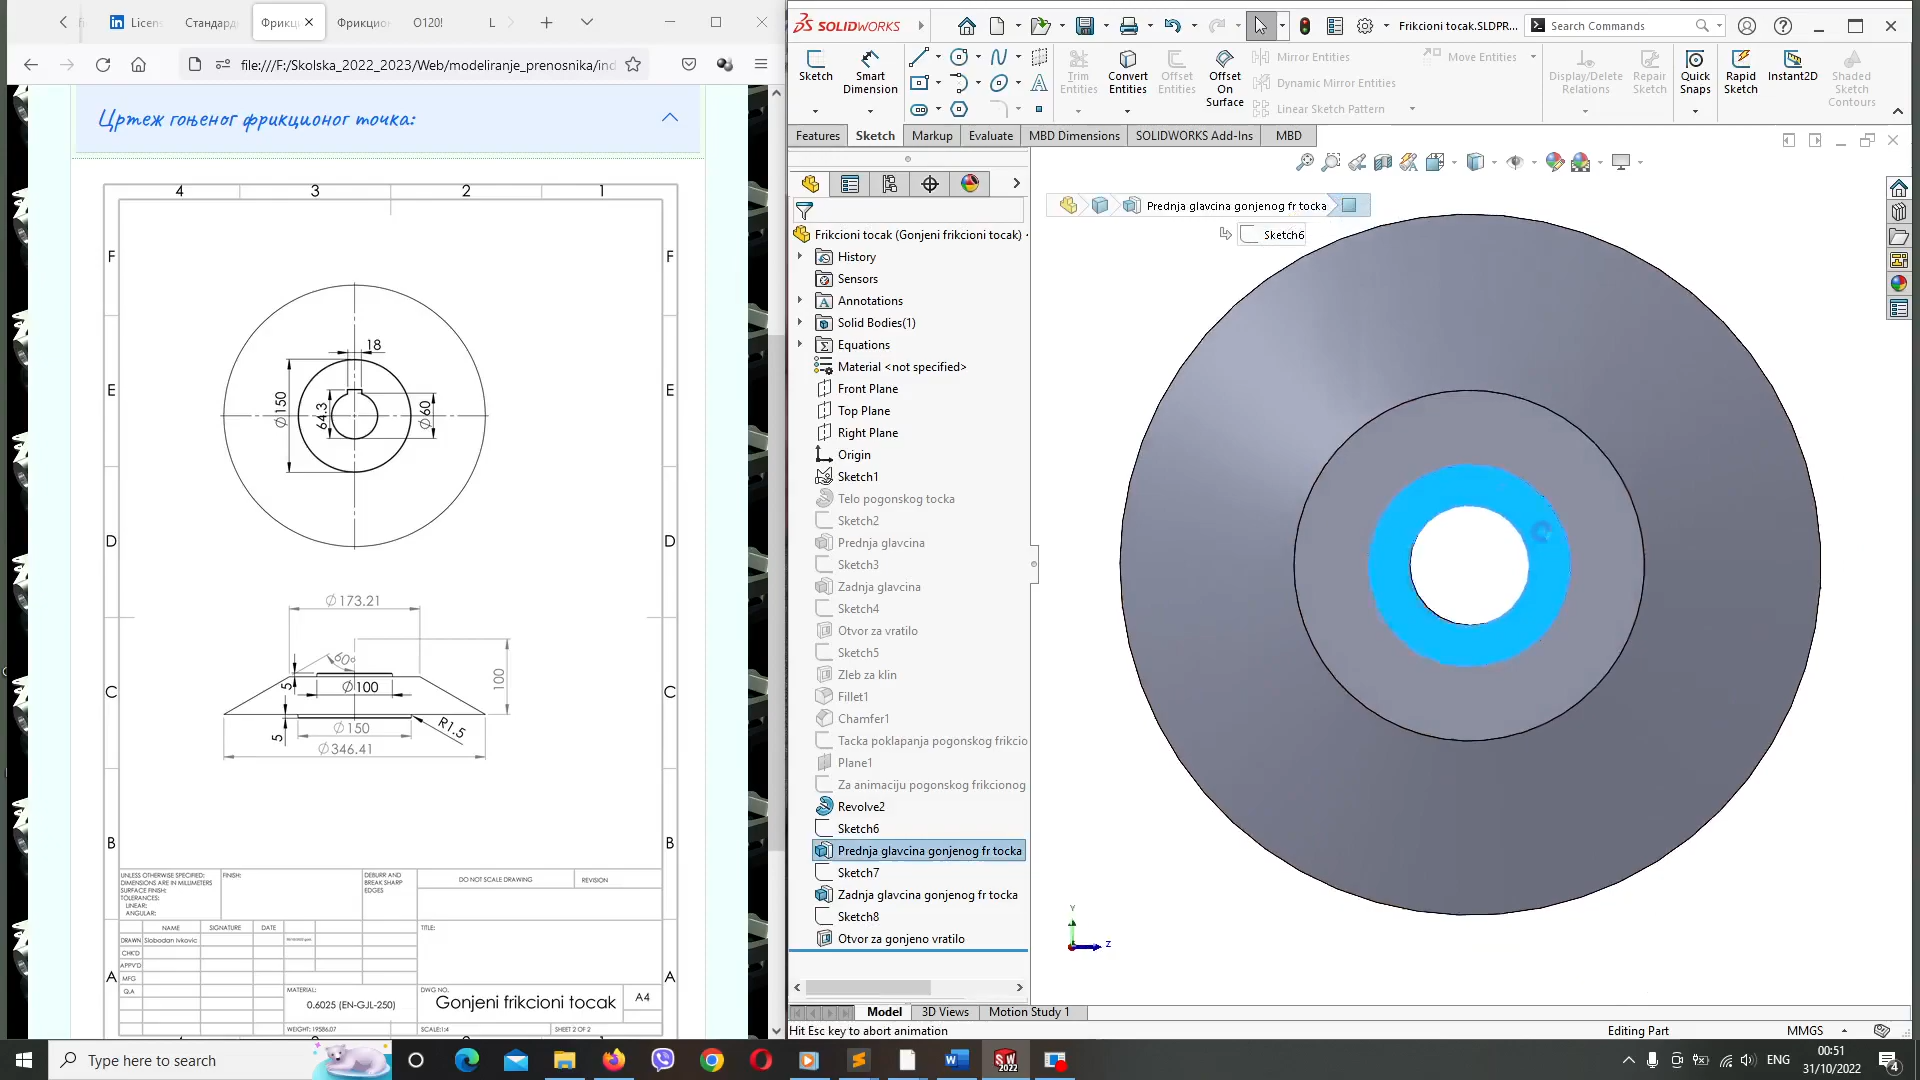 Licens
Стандард
Фрикц
Фрикцио
O120!
L
file:///F:/Skolska_2022_2023/Web/modeliranje_prenosnika/ind
Цртеж гоњеног фрикционог точка:
4 3 2 1
F F
E E
D D
C C
B B
A A
18
∅150
64.3
∅60
∅173.21
60°
5
∅100
100
5
∅150
R1.5
∅346.41
UNLESS OTHERWISE SPECIFIED:
DIMENSIONS ARE IN MILLIMETERS
SURFACE FINISH:
TOLERANCES:
LINEAR:
ANGULAR:
FINISH:
DEBURR AND
BREAK SHARP
EDGES
DO NOT SCALE DRAWING
REVISION
NAME SIGNATURE DATE
TITLE:
DRAWN Slobodan Ivkovic
CHK'D
APPV'D
MFG
Q.A
MATERIAL:
0.6025 (EN-GJL-250)
DWG NO.
Gonjeni frikcioni tocak
A4
WEIGHT: 19586.07
SCALE:1:4
SHEET 2 OF 2
SOLIDWORKS
Frikcioni tocak.SLDPR...
Search Commands
Sketch
Smart Dimension
Trim Entities
Convert Entities
Offset Entities
Offset On Surface
Mirror Entities
Dynamic Mirror Entities
Linear Sketch Pattern
Move Entities
Display/Delete Relations
Repair Sketch
Quick Snaps
Rapid Sketch
Instant2D
Shaded Sketch Contours
Features
Sketch
Markup
Evaluate
MBD Dimensions
SOLIDWORKS Add-Ins
MBD
Prednja glavcina gonjenog fr tocka
Sketch6
Frikcioni tocak (Gonjeni frikcioni tocak)
History
Sensors
Annotations
Solid Bodies(1)
Equations
Material <not specified>
Front Plane
Top Plane
Right Plane
Origin
Sketch1
Telo pogonskog tocka
Sketch2
Prednja glavcina
Sketch3
Zadnja glavcina
Sketch4
Otvor za vratilo
Sketch5
Zleb za klin
Fillet1
Chamfer1
Tacka poklapanja pogonskog frikcio
Plane1
Za animaciju pogonskog frikcionog
Revolve2
Sketch6
Prednja glavcina gonjenog fr tocka
Sketch7
Zadnja glavcina gonjenog fr tocka
Sketch8
Otvor za gonjeno vratilo
Y
Z
Model
3D Views
Motion Study 1
Hit Esc key to abort animation
Editing Part
MMGS
Type here to search
ENG
00:51
31/10/2022
4